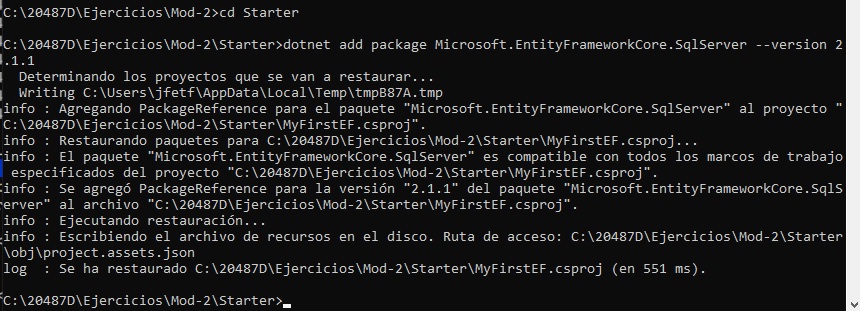 C:\20487D\Ejercicios\Mod-2>cd Starter
C:\20487D\Ejercicios\Mod-2\Starter>dotnet add package Microsoft.EntityFrameworkCore.SqlServer --version 2
.1.1
  Determinando los proyectos que se van a restaurar...
  Writing C:\Users\jfetf\AppData\Local\Temp\tmpB87A.tmp
info : Agregando PackageReference para el paquete "Microsoft.EntityFrameworkCore.SqlServer" al proyecto "
C:\20487D\Ejercicios\Mod-2\Starter\MyFirstEF.csproj".
info : Restaurando paquetes para C:\20487D\Ejercicios\Mod-2\Starter\MyFirstEF.csproj...
info : El paquete "Microsoft.EntityFrameworkCore.SqlServer" es compatible con todos los marcos de trabajo
 especificados del proyecto "C:\20487D\Ejercicios\Mod-2\Starter\MyFirstEF.csproj".
info : Se agregó PackageReference para la versión "2.1.1" del paquete "Microsoft.EntityFrameworkCore.SqlS
erver" al archivo "C:\20487D\Ejercicios\Mod-2\Starter\MyFirstEF.csproj".
info : Ejecutando restauración...
info : Escribiendo el archivo de recursos en el disco. Ruta de acceso: C:\20487D\Ejercicios\Mod-2\Starter
\obj\project.assets.json
log  : Se ha restaurado C:\20487D\Ejercicios\Mod-2\Starter\MyFirstEF.csproj (en 551 ms).
C:\20487D\Ejercicios\Mod-2\Starter>